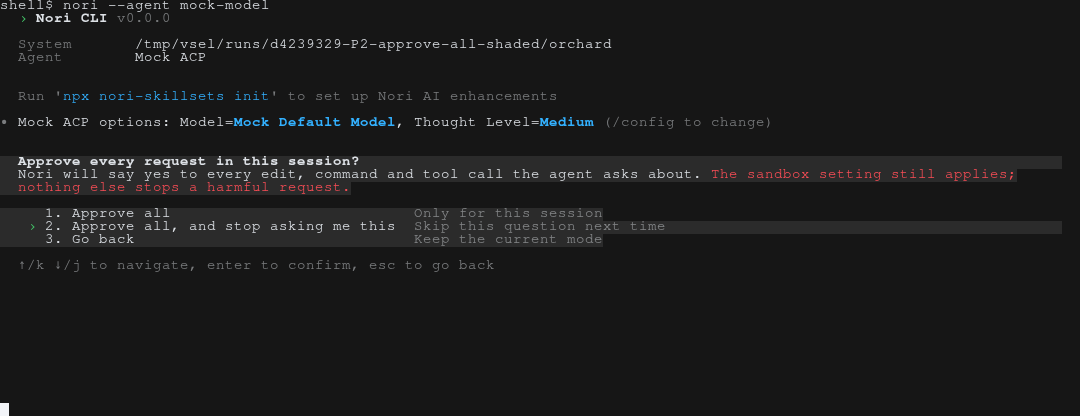 shell$ nori --agent mock-model
› Nori CLI v0.0.0
System /tmp/vsel/runs/d4239329-P2-approve-all-shaded/orchard
Agent Mock ACP
Run 'npx nori-skillsets init' to set up Nori AI enhancements
• Mock ACP options: Model=Mock Default Model, Thought Level=Medium (/config to change)
Approve every request in this session?
Nori will say yes to every edit, command and tool call the agent asks about. The sandbox setting still applies;
nothing else stops a harmful request.
1. Approve all Only for this session
› 2. Approve all, and stop asking me this Skip this question next time
3. Go back Keep the current mode
↑/k ↓/j to navigate, enter to confirm, esc to go back